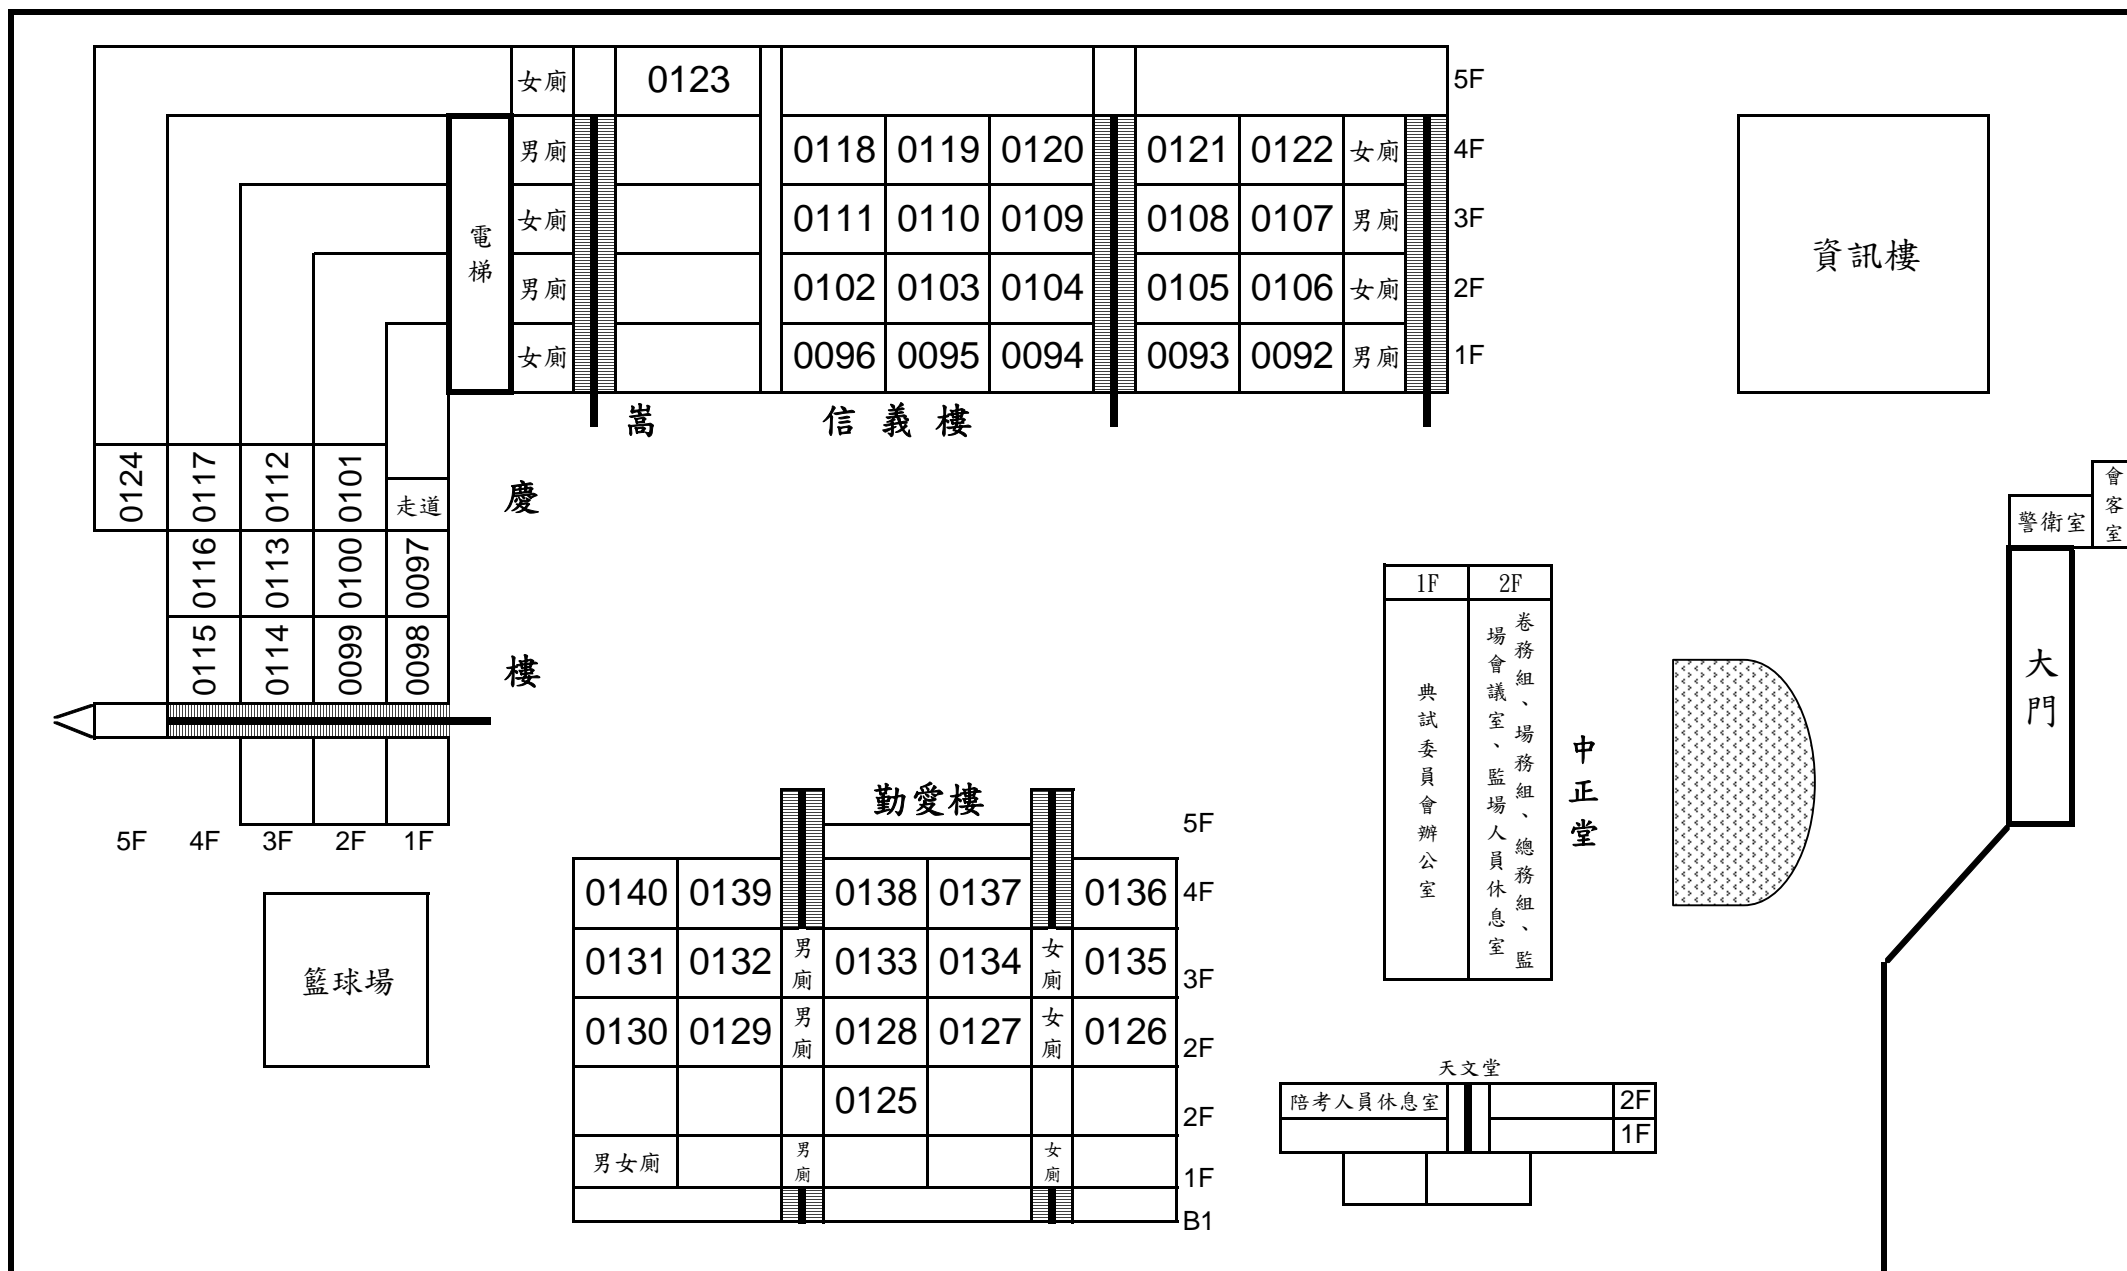 女廁 0123 5F
男廁 0118 0119 0120 0121 0122 女廁 4F
女廁 0111 0110 0109 0108 0107 男廁 3F
男廁 0102 0103 0104 0105 0106 女廁 2F
女廁 0096 0095 0094 0093 0092 男廁 1F
電梯
資訊樓
嵩慶樓
信義樓
0124 0117 0112 0101 走道
0116 0113 0100 0097
0115 0114 0099 0098
5F 4F 3F 2F 1F
籃球場
會客室
警衛室
大門
1F 2F
典試委員會辦公室
卷務組、場務組、總務組、監
場會議室、監場人員休息室
中正堂
勤愛樓
5F
0140 0139 0138 0137 0136 4F
0131 0132 男廁 0133 0134 女廁 0135 3F
0130 0129 男廁 0128 0127 女廁 0126 2F
0125 2F
男女廁 男廁 女廁 1F
B1
天文堂
陪考人員休息室 2F
1F